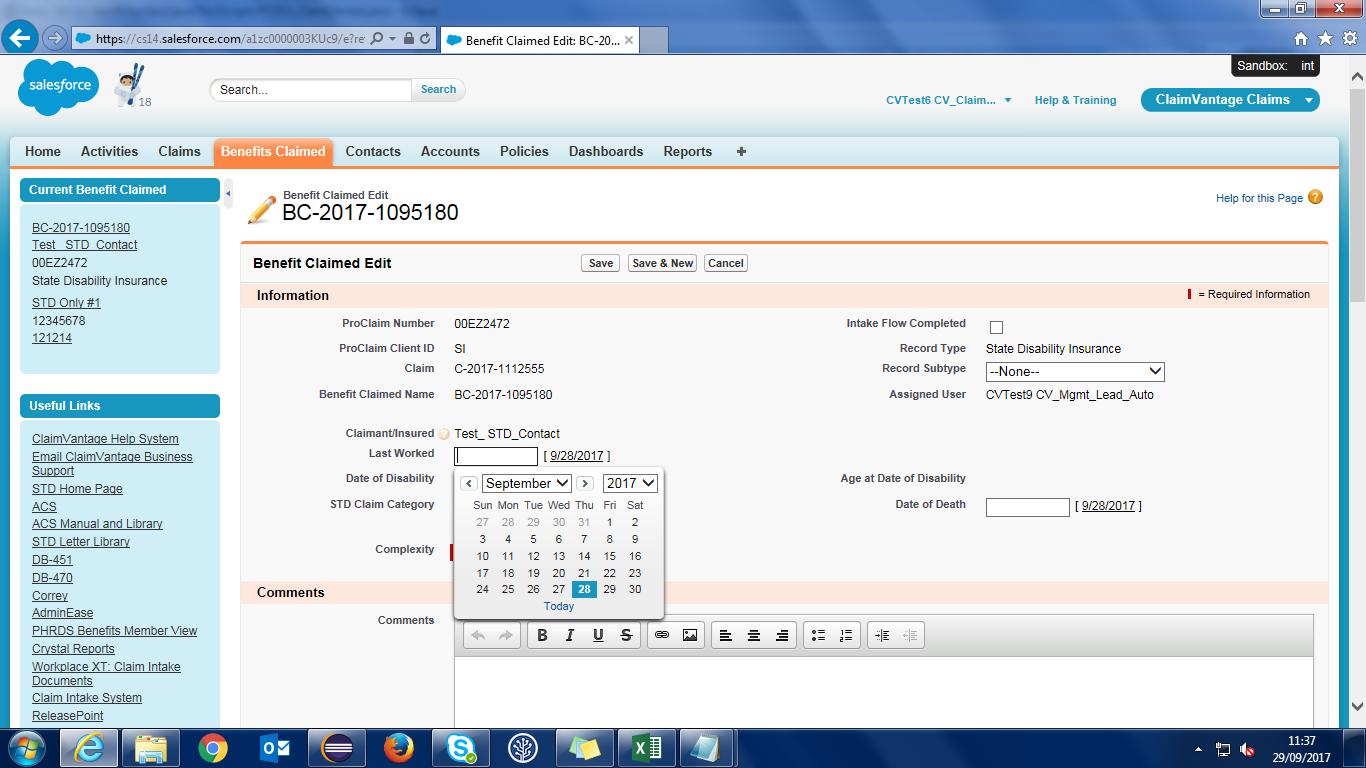 https://cs14.salesforce.com/a1zc0000003KUc9/e?re
Benefit Claimed Edit: BC-20...
Sandbox: int
salesforce
18
Search...
Search
CVTest6 CV_Claim...
Help & Training
ClaimVantage Claims
Home Activities Claims Benefits Claimed Contacts Accounts Policies Dashboards Reports +
Current Benefit Claimed
BC-2017-1095180
Test_ STD_Contact
00EZ2472
State Disability Insurance
STD Only #1
12345678
121214
Useful Links
ClaimVantage Help System
Email ClaimVantage Business
Support
STD Home Page
ACS
ACS Manual and Library
STD Letter Library
DB-451
DB-470
Correy
AdminEase
PHRDS Benefits Member View
Crystal Reports
Workplace XT: Claim Intake
Documents
Claim Intake System
ReleasePoint
Benefit Claimed Edit
BC-2017-1095180
Help for this Page ?
Benefit Claimed Edit Save Save & New Cancel
Information = Required Information
ProClaim Number 00EZ2472 Intake Flow Completed
ProClaim Client ID SI Record Type State Disability Insurance
Claim C-2017-1112555 Record Subtype --None--
Benefit Claimed Name BC-2017-1095180 Assigned User CVTest9 CV_Mgmt_Lead_Auto
Claimant/Insured Test_ STD_Contact
Last Worked [ 9/28/2017 ]
Date of Disability Age at Date of Disability
STD Claim Category Date of Death [ 9/28/2017 ]
Complexity
September 2017
Sun Mon Tue Wed Thu Fri Sat
27 28 29 30 31 1 2
3 4 5 6 7 8 9
10 11 12 13 14 15 16
17 18 19 20 21 22 23
24 25 26 27 28 29 30
Today
Comments
Comments
B I U S
11:37
29/09/2017